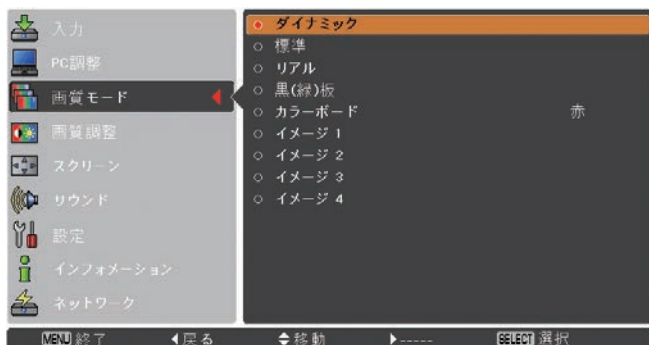 入力
PC調整
画質モード
画質調整
スクリーン
サウンド
設定
インフォメーション
ネットワーク
ダイナミック
標準
リアル
黒(緑)板
カラーボード 赤
イメージ 1
イメージ 2
イメージ 3
イメージ 4
MENU 終了 戻る 移動 ----- SELECT 選択